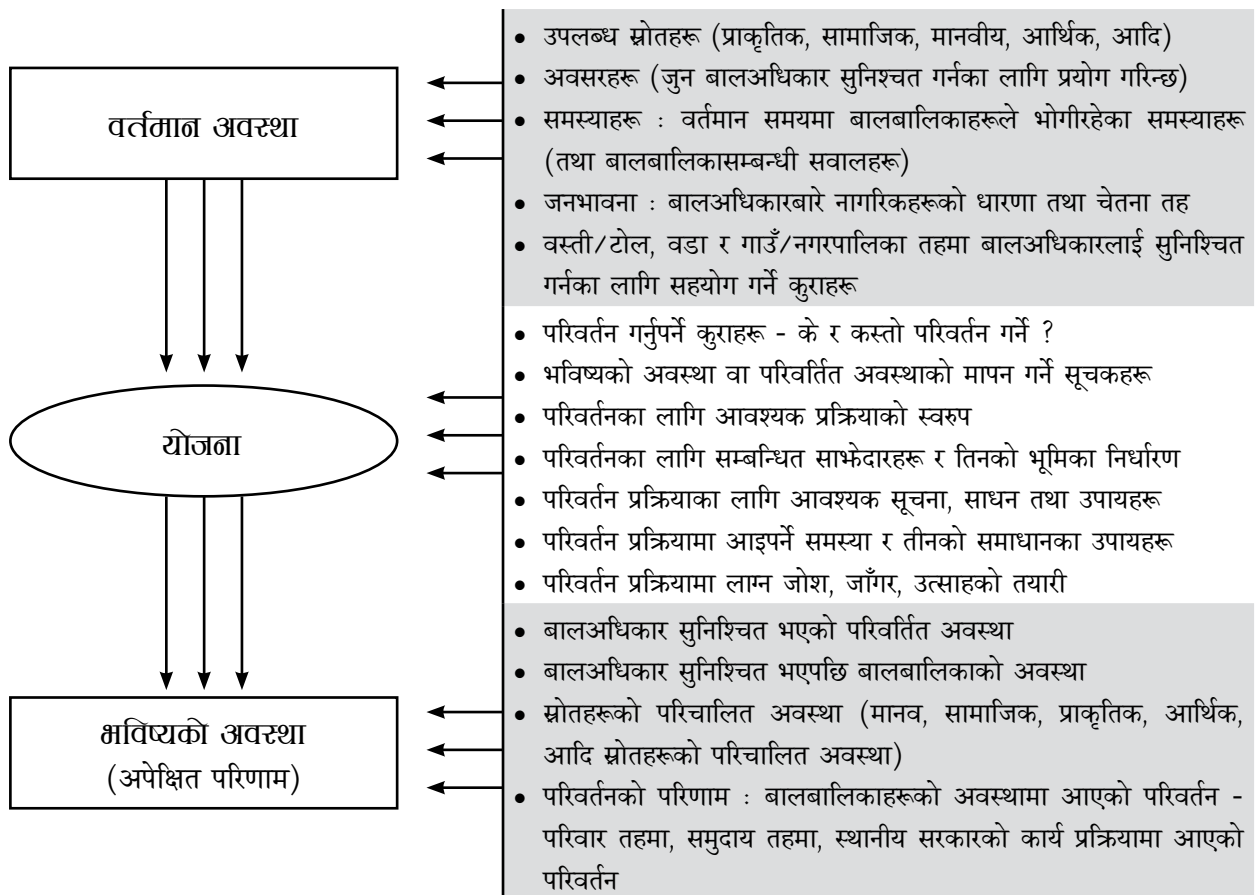 वर्तमान अवस्था
• उपलब्ध स्रोतहरू (प्राकृतिक, सामाजिक, मानवीय, आर्थिक, आदि)
• अवसरहरू (जुन बालअधिकार सुनिश्चत गर्नका लागि प्रयोग गरिन्छ)
• समस्याहरू : वर्तमान समयमा बालबालिकाहरूले भोगीरहेका समस्याहरू
(तथा बालबालिकासम्बन्धी सवालहरू)
• जनभावना : बालअधिकारबारे नागरिकहरूको धारणा तथा चेतना तह
• वस्ती/टोल, वडा र गाउँ/नगरपालिका तहमा बालअधिकारलाई सुनिश्चित
गर्नका लागि सहयोग गर्ने कुराहरू
योजना
• परिवर्तन गर्नुपर्ने कुराहरू - के र कस्तो परिवर्तन गर्ने ?
• भविष्यको अवस्था वा परिवर्तित अवस्थाको मापन गर्ने सूचकहरू
• परिवर्तनका लागि आवश्यक प्रक्रियाको स्वरुप
• परिवर्तनका लागि सम्बन्धित साझेदारहरू र तिनको भूमिका निर्धारण
• परिवर्तन प्रक्रियाका लागि आवश्यक सूचना, साधन तथा उपायहरू
• परिवर्तन प्रक्रियामा आइपर्ने समस्या र तीनको समाधानका उपायहरू
• परिवर्तन प्रक्रियामा लाग्न जोश, जाँगर, उत्साहको तयारी
भविष्यको अवस्था
(अपेक्षित परिणाम)
• बालअधिकार सुनिश्चित भएको परिवर्तित अवस्था
• बालअधिकार सुनिश्चित भएपछि बालबालिकाको अवस्था
• स्रोतहरूको परिचालित अवस्था (मानव, सामाजिक, प्राकृतिक, आर्थिक,
आदि स्रोतहरूको परिचालित अवस्था)
• परिवर्तनको परिणाम : बालबालिकाहरूको अवस्थामा आएको परिवर्तन -
परिवार तहमा, समुदाय तहमा, स्थानीय सरकारको कार्य प्रक्रियामा आएको
परिवर्तन